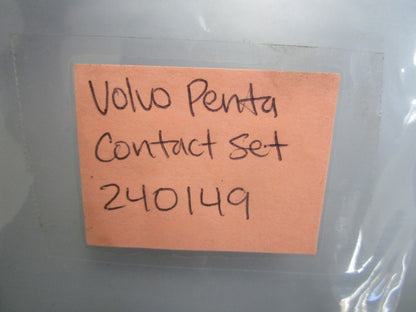 Volvo Penta
Contact Set
240149